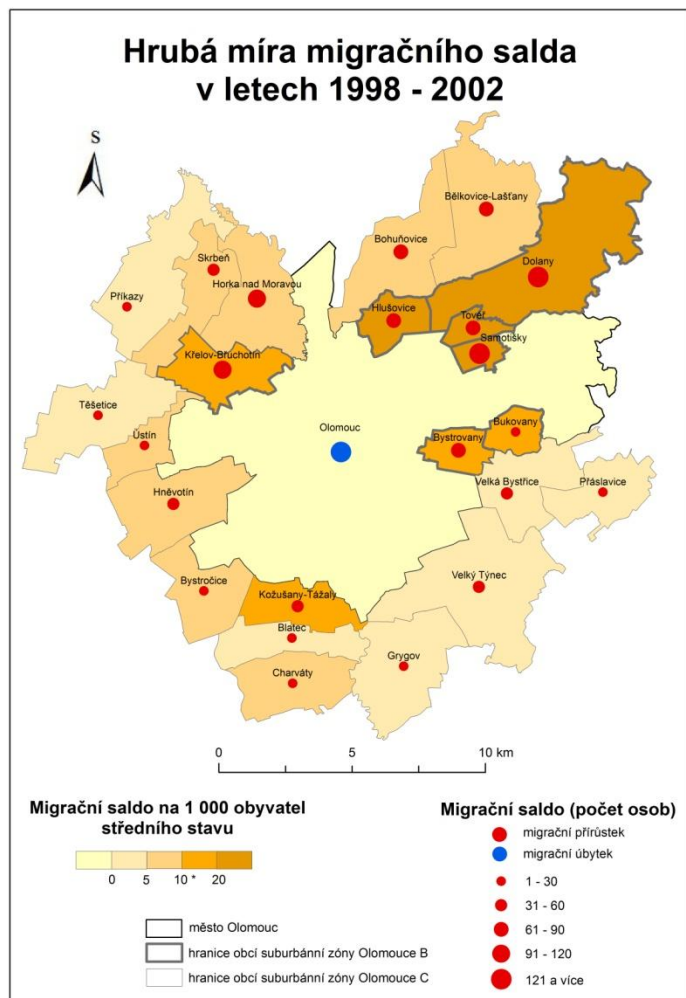 Hrubá míra migračního salda
v letech 1998 - 2002
S
Bělkovice-Lašťany
Bohuňovice
Dolany
Skrbeň
Horka nad Moravou
Příkazy
Hlušovice
Tovéř
Samotišky
Křelov-Břuchotín
Těšetice
Ústín
Olomouc
Bukovany
Bystrovany
Hněvotín
Velká Bystřice
Přáslavice
Bystročice
Kožušany-Tážaly
Velký Týnec
Blatec
Grygov
Charváty
0 5 10 km
Migrační saldo na 1 000 obyvatel
středního stavu
0 5 10 * 20
město Olomouc
hranice obcí suburbánní zóny Olomouce B
hranice obcí suburbánní zóny Olomouce C
Migrační saldo (počet osob)
migrační přírůstek
migrační úbytek
1 - 30
31 - 60
61 - 90
91 - 120
121 a více